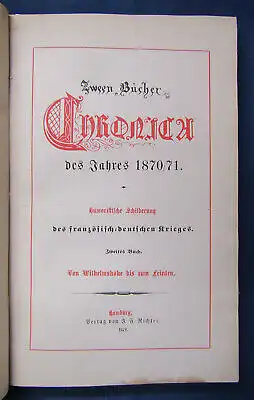 Zween Bücher
CHRONICA
des Jahres 1870/71.
Humoristische Schilderung
des französisch-deutschen Krieges.
Zweites Buch.
Von Wilhelmshöhe bis zum Frieden.
Hamburg,
Verlag von J. F. Richter.